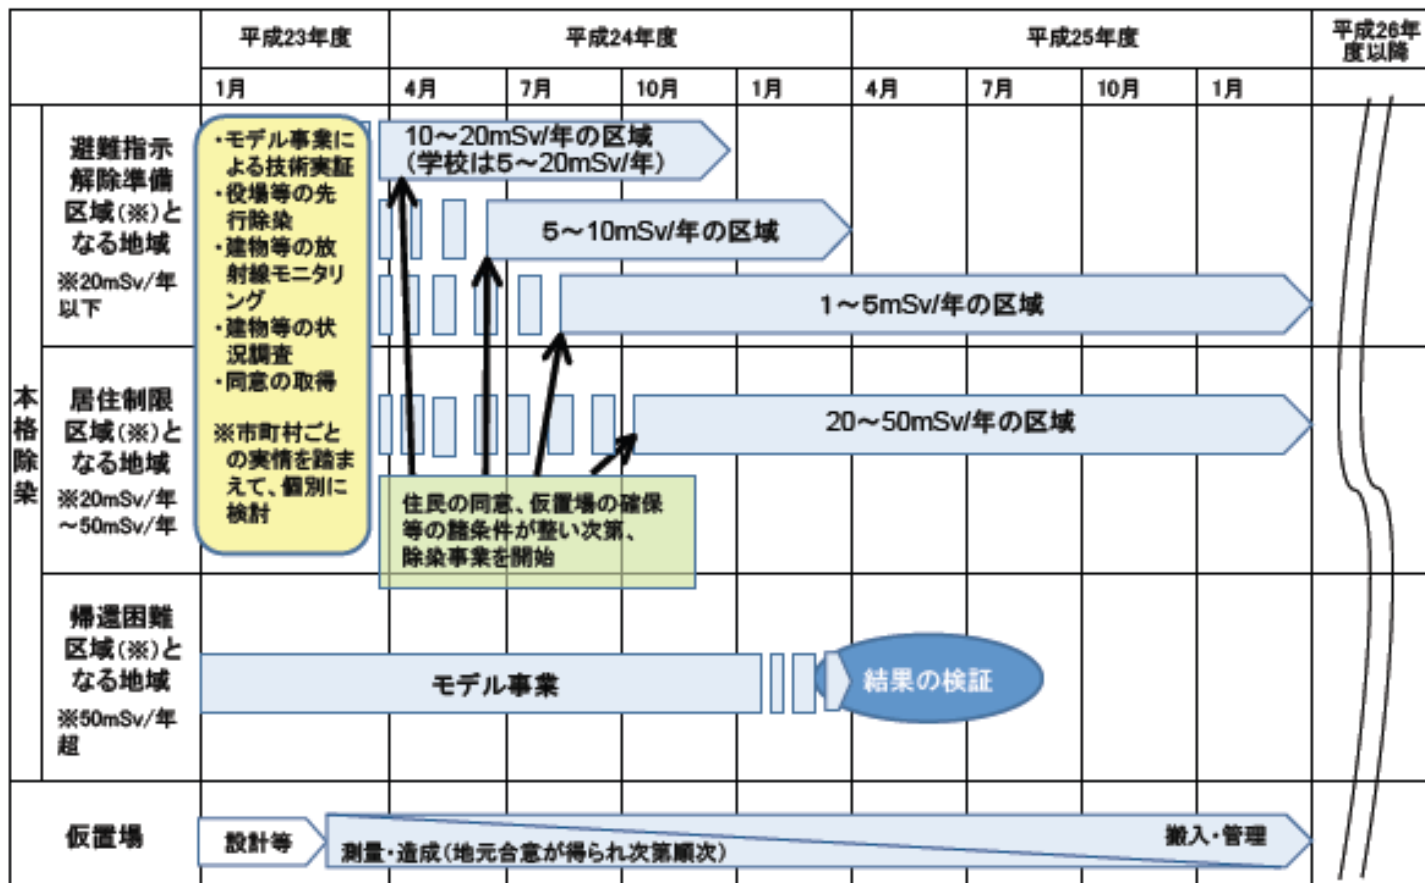 平成23年度
平成24年度
平成25年度
平成26年
度以降
1月
4月
7月
10月
1月
4月
7月
10月
1月
本格除染
避難指示
解除準備
区域(※)と
なる地域
※20mSv/年
以下
・モデル事業に
よる技術実証
・役場等の先
行除染
・建物等の放
射線モニタリ
ング
・建物等の状
況調査
・同意の取得
※市町村ごと
の実情を踏ま
えて、個別に
検討
10～20mSv/年の区域
(学校は5～20mSv/年)
5～10mSv/年の区域
1～5mSv/年の区域
居住制限
区域(※)と
なる地域
※20mSv/年
～50mSv/年
20～50mSv/年の区域
住民の同意、仮置場の確保
等の諸条件が整い次第、
除染事業を開始
帰還困難
区域(※)と
なる地域
※50mSv/年
超
モデル事業
結果の検証
仮置場
設計等
測量・造成(地元合意が得られ次第順次)
搬入・管理